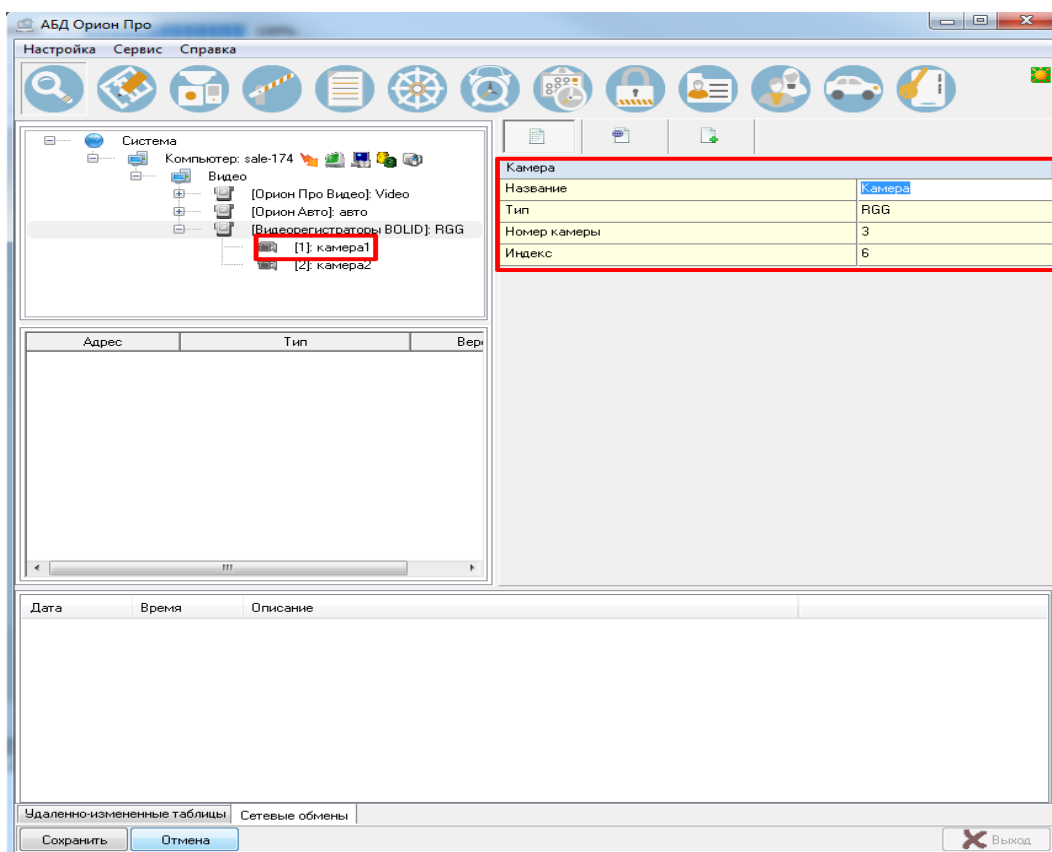 АБД Орион Про
Настройка Сервис Справка
Система
Компьютер: sale-174
Видео
[Орион Про Видео]: Video
[Орион Авто]: авто
[Видеорегистраторы BOLID]: RGG
[1]: камера1
[2]: камера2
Камера
Название Камера
Тип RGG
Номер камеры 3
Индекс 6
Адрес Тип Вер
Дата Время Описание
Удаленно-измененные таблицы Сетевые обмены
Сохранить Отмена Выход